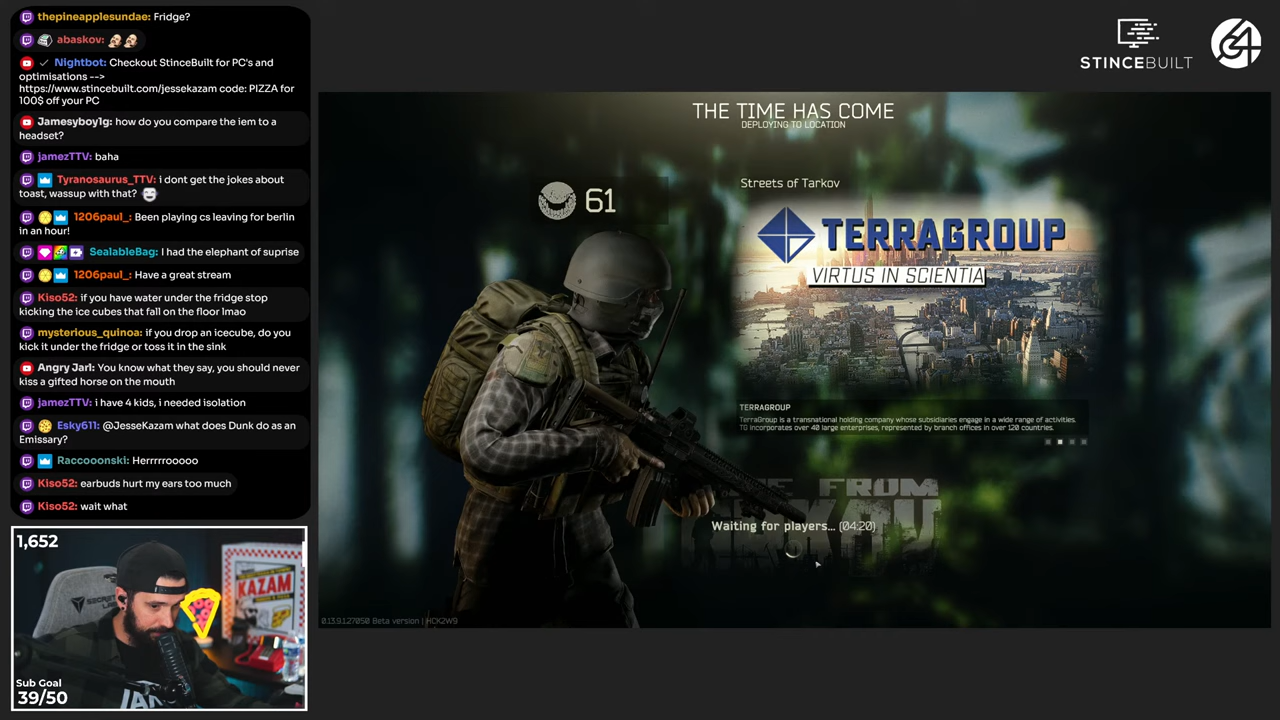 thepineapplesundae: Fridge?
abaskov:
Nightbot: Checkout StinceBuilt for PC's and
optimisations -->
https://www.stincebuilt.com/jessekazam code: PIZZA for
100$ off your PC
Jamesyboy1g: how do you compare the iem to a
headset?
jamezTTV: baha
Tyranosaurus_TTV: i dont get the jokes about
toast, wassup with that?
1206paul_: Been playing cs leaving for berlin
in an hour!
SealableBag: I had the elephant of suprise
1206paul_: Have a great stream
Kiso52: if you have water under the fridge stop
kicking the ice cubes that fall on the floor lmao
mysterious_quinoa: if you drop an icecube, do you
kick it under the fridge or toss it in the sink
Angry Jarl: You know what they say, you should never
kiss a gifted horse on the mouth
jamezTTV: i have 4 kids, i needed isolation
Esky611: @JesseKazam what does Dunk do as an
Emissary?
Raccooonski: Herrrrrooooo
Kiso52: earbuds hurt my ears too much
Kiso52: wait what
1,652
KAZAM
Sub Goal
39/50
STINCEBUILT
G4
THE TIME HAS COME
DEPLOYING TO LOCATION
61
Streets of Tarkov
TERRAGROUP
VIRTUS IN SCIENTIA
TERRAGROUP
TerraGroup is a transnational holding company whose subsidiaries engage in a wide range of activities.
TG incorporates over 40 large enterprises, represented by branch offices in over 120 countries.
Waiting for players... (04:20)
0.13.9.1.27050 Beta version | HCK2W9